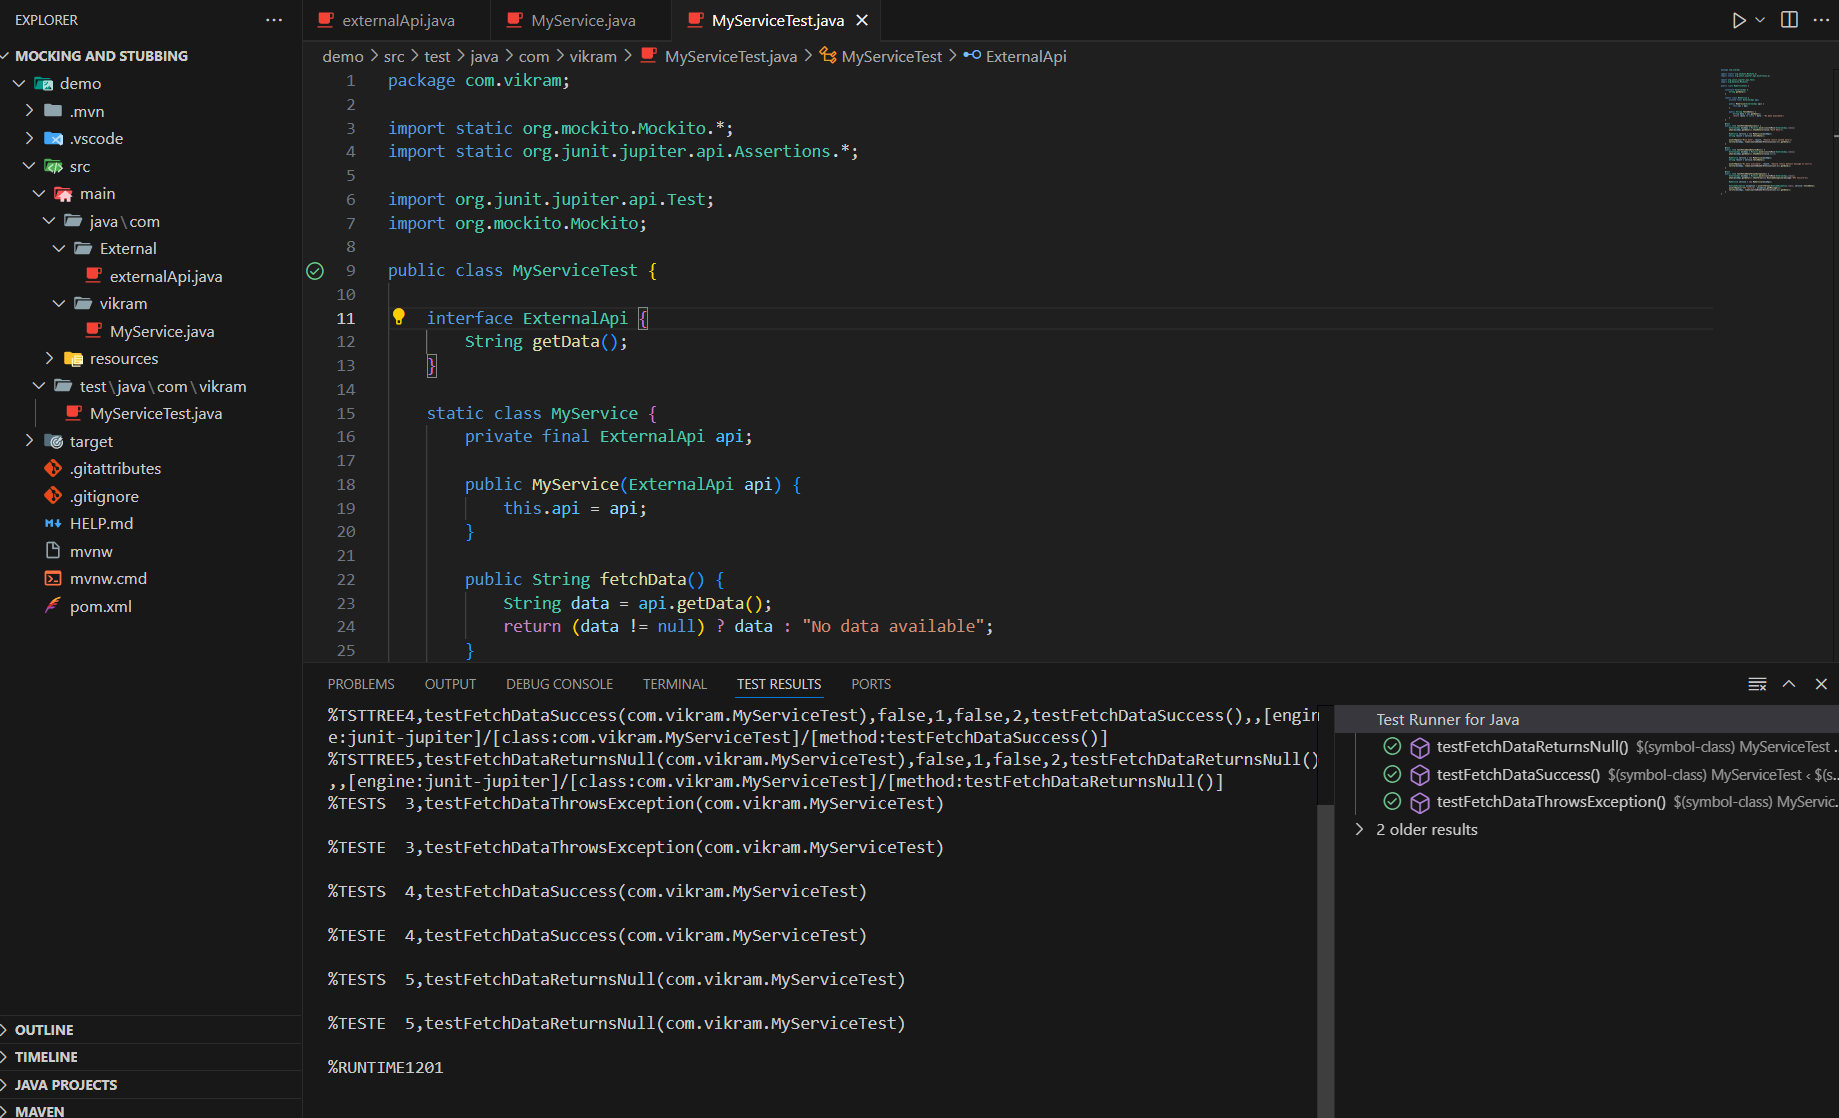 EXPLORER
MOCKING AND STUBBING
demo
.mvn
.vscode
src
main
java\com
External
externalApi.java
vikram
MyService.java
resources
test\java\com\vikram
MyServiceTest.java
target
.gitattributes
.gitignore
HELP.md
mvnw
mvnw.cmd
pom.xml
OUTLINE
TIMELINE
JAVA PROJECTS
MAVEN
externalApi.java
MyService.java
MyServiceTest.java
demo > src > test > java > com > vikram > MyServiceTest.java > MyServiceTest > ExternalApi
1 package com.vikram;
2
3 import static org.mockito.Mockito.*;
4 import static org.junit.jupiter.api.Assertions.*;
5
6 import org.junit.jupiter.api.Test;
7 import org.mockito.Mockito;
8
9 public class MyServiceTest {
10
11 interface ExternalApi {
12 String getData();
13 }
14
15 static class MyService {
16 private final ExternalApi api;
17
18 public MyService(ExternalApi api) {
19 this.api = api;
20 }
21
22 public String fetchData() {
23 String data = api.getData();
24 return (data != null) ? data : "No data available";
25 }
PROBLEMS OUTPUT DEBUG CONSOLE TERMINAL TEST RESULTS PORTS
%TSTTREE4,testFetchDataSuccess(com.vikram.MyServiceTest),false,1,false,2,testFetchDataSuccess(),,[engin
e:junit-jupiter]/[class:com.vikram.MyServiceTest]/[method:testFetchDataSuccess()]
%TSTTREE5,testFetchDataReturnsNull(com.vikram.MyServiceTest),false,1,false,2,testFetchDataReturnsNull()
,,[engine:junit-jupiter]/[class:com.vikram.MyServiceTest]/[method:testFetchDataReturnsNull()]
%TESTS  3,testFetchDataThrowsException(com.vikram.MyServiceTest)
%TESTE  3,testFetchDataThrowsException(com.vikram.MyServiceTest)
%TESTS  4,testFetchDataSuccess(com.vikram.MyServiceTest)
%TESTE  4,testFetchDataSuccess(com.vikram.MyServiceTest)
%TESTS  5,testFetchDataReturnsNull(com.vikram.MyServiceTest)
%TESTE  5,testFetchDataReturnsNull(com.vikram.MyServiceTest)
%RUNTIME1201
Test Runner for Java
testFetchDataReturnsNull() $(symbol-class) MyServiceTest ...
testFetchDataSuccess() $(symbol-class) MyServiceTest ‹ $(s...
testFetchDataThrowsException() $(symbol-class) MyServic...
2 older results